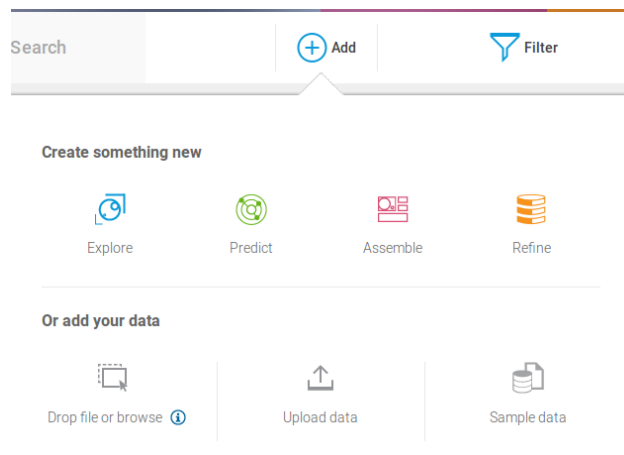 Search
Add
Filter
Create something new
Explore
Predict
Assemble
Refine
Or add your data
Drop file or browse
Upload data
Sample data